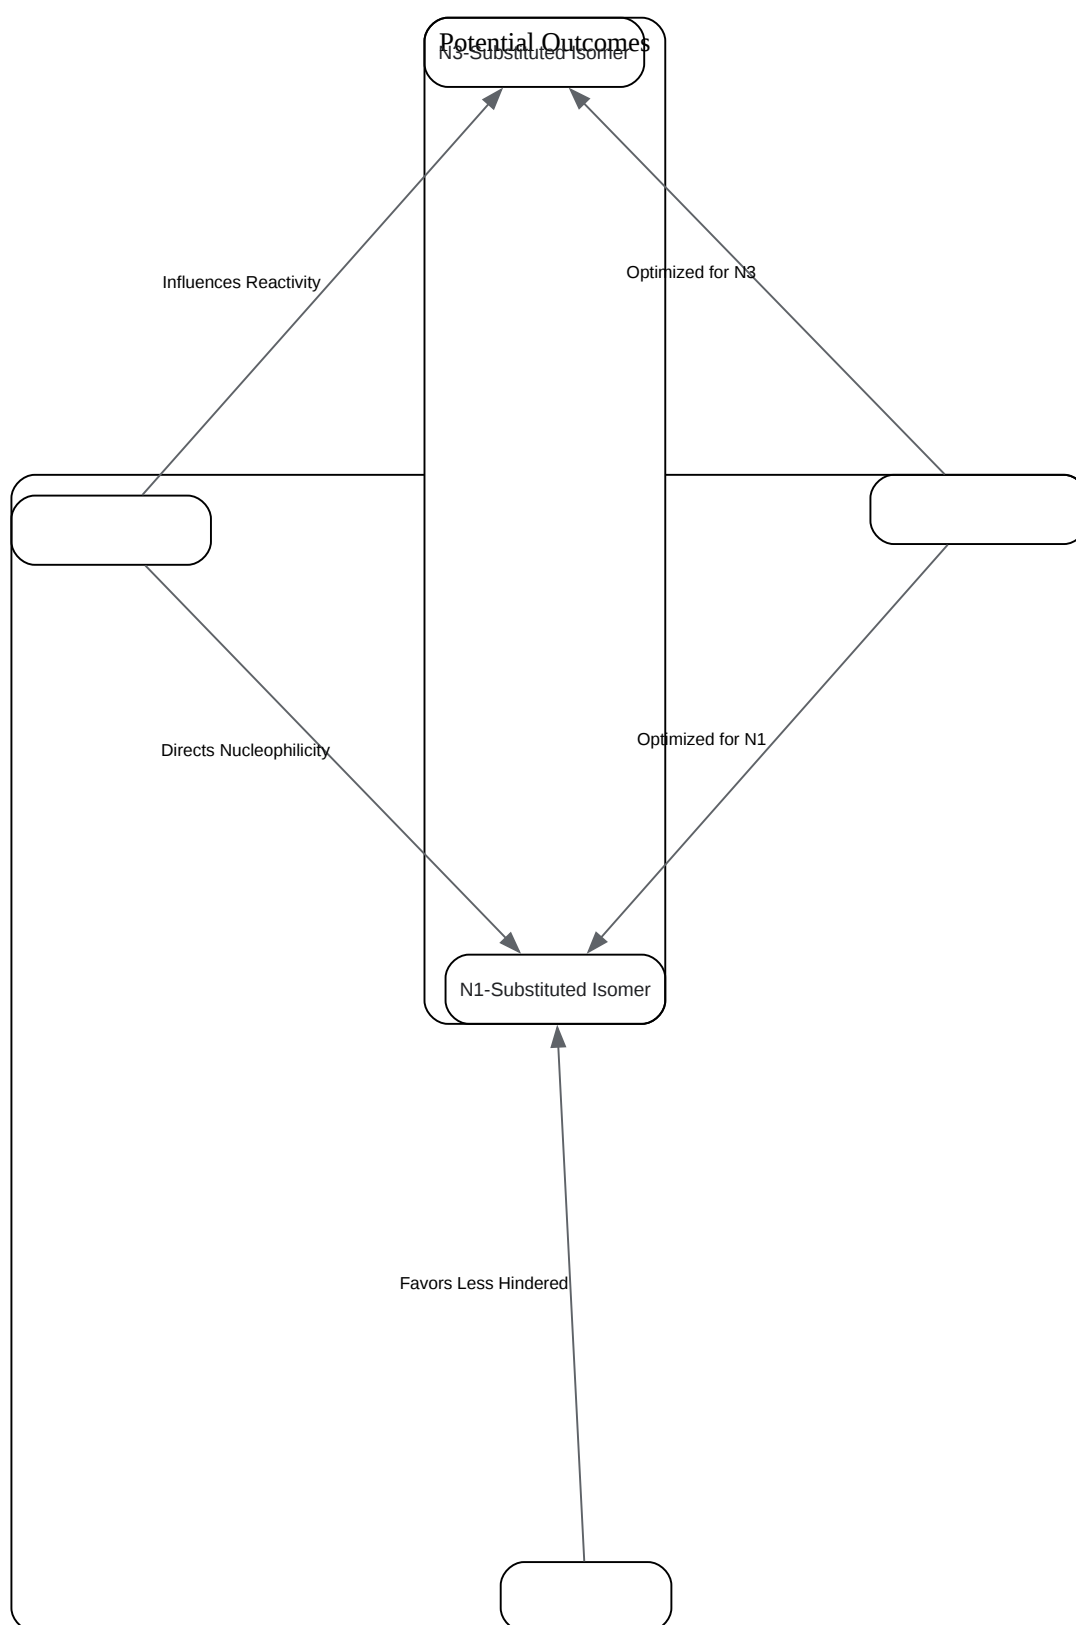 Potential Outcomes
N3-Substituted Isomer
Optimized for N3
Influences Reactivity
Optimized for N1
Directs Nucleophilicity
N1-Substituted Isomer
Favors Less Hindered